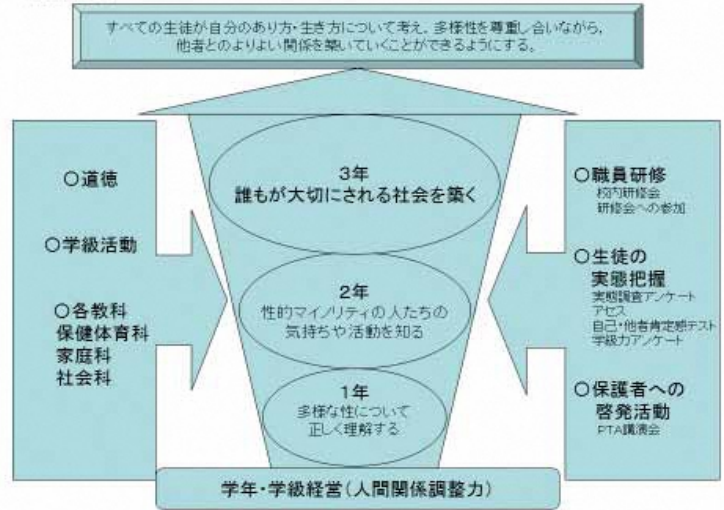 すべての生徒が自分のあり方・生き方について考え、多様性を尊重し合いながら、
他者とのよりよい関係を築いていくことができるようにする。
○道徳
○学級活動
○各教科
保健体育科
家庭科
社会科
3年
誰もが大切にされる社会を築く
2年
性的マイノリティの人たちの
気持ちや活動を知る
1年
多様な性について
正しく理解する
学年・学級経営(人間関係調整力)
○職員研修
校内研修会
研修会への参加
○生徒の
実態把握
実態調査アンケート
アセス
自己・他者肯定感テスト
学級力アンケート
○保護者への
啓発活動
PTA講演会